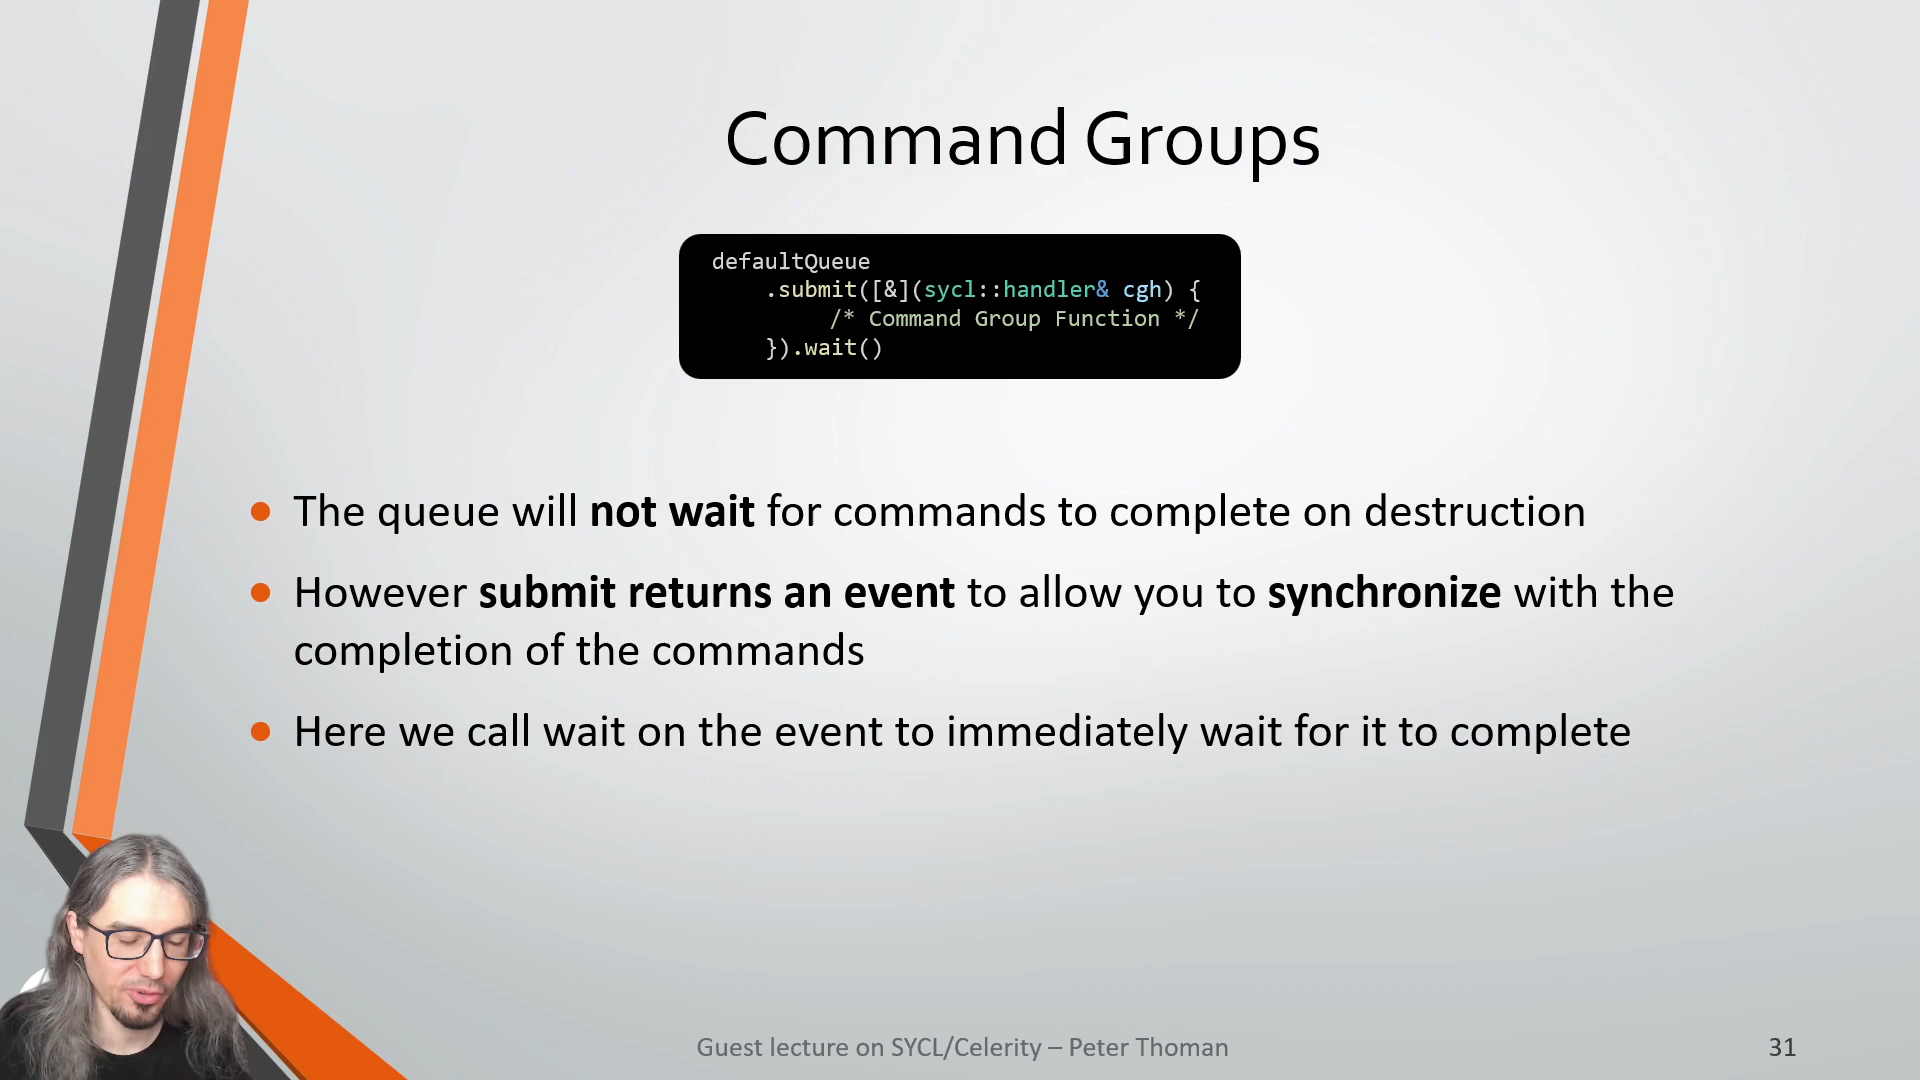 Command Groups
defaultQueue
.submit([&](sycl::handler& cgh) {
/* Command Group Function */
}).wait()
The queue will not wait for commands to complete on destruction
However submit returns an event to allow you to synchronize with the
completion of the commands
Here we call wait on the event to immediately wait for it to complete
Guest lecture on SYCL/Celerity – Peter Thoman
31